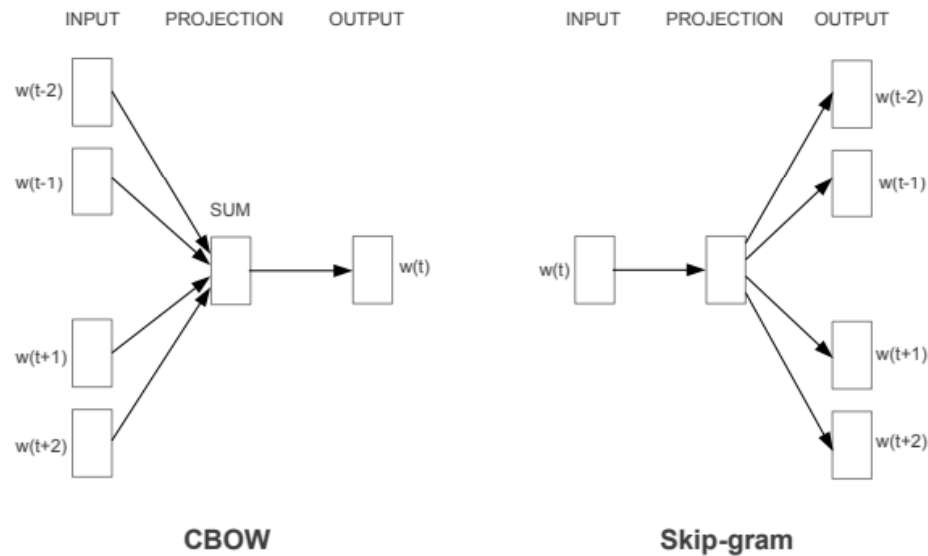 INPUT PROJECTION OUTPUT
w(t-2)
w(t-1)
SUM
w(t)
w(t+1)
w(t+2)
CBOW
INPUT PROJECTION OUTPUT
w(t-2)
w(t-1)
w(t)
w(t+1)
w(t+2)
Skip-gram